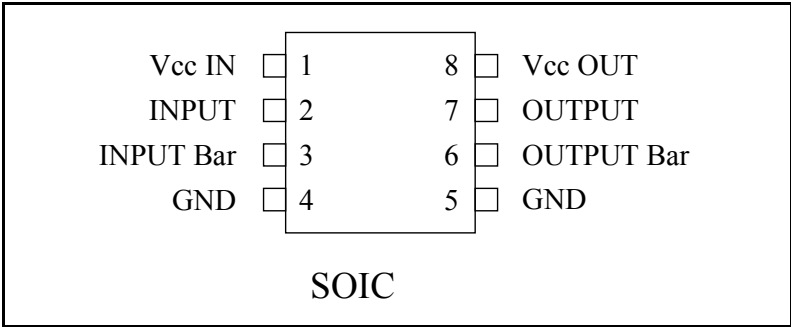 Vcc IN 1 8 Vcc OUT
INPUT 2 7 OUTPUT
INPUT Bar 3 6 OUTPUT Bar
GND 4 5 GND
SOIC